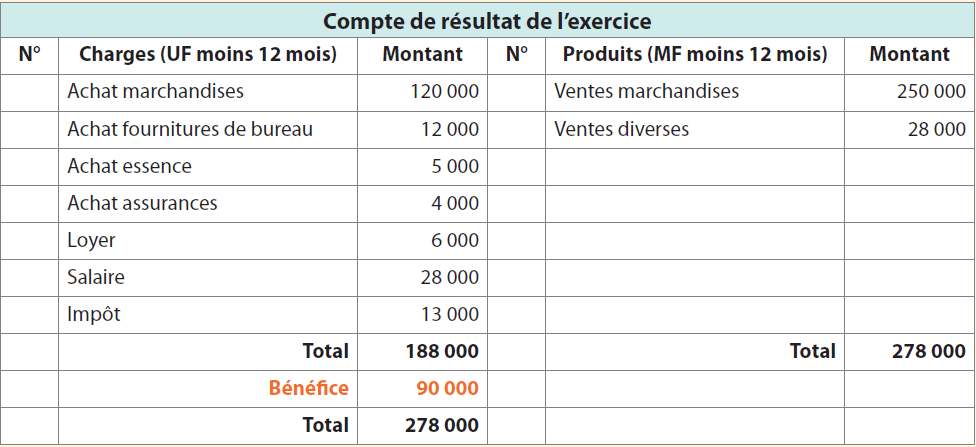 Compte de résultat de l'exercice
N° Charges (UF moins 12 mois) Montant N° Produits (MF moins 12 mois) Montant
Achat marchandises 120 000 Ventes marchandises 250 000
Achat fournitures de bureau 12 000 Ventes diverses 28 000
Achat essence 5 000
Achat assurances 4 000
Loyer 6 000
Salaire 28 000
Impôt 13 000
Total 188 000 Total 278 000
Bénéfice 90 000
Total 278 000